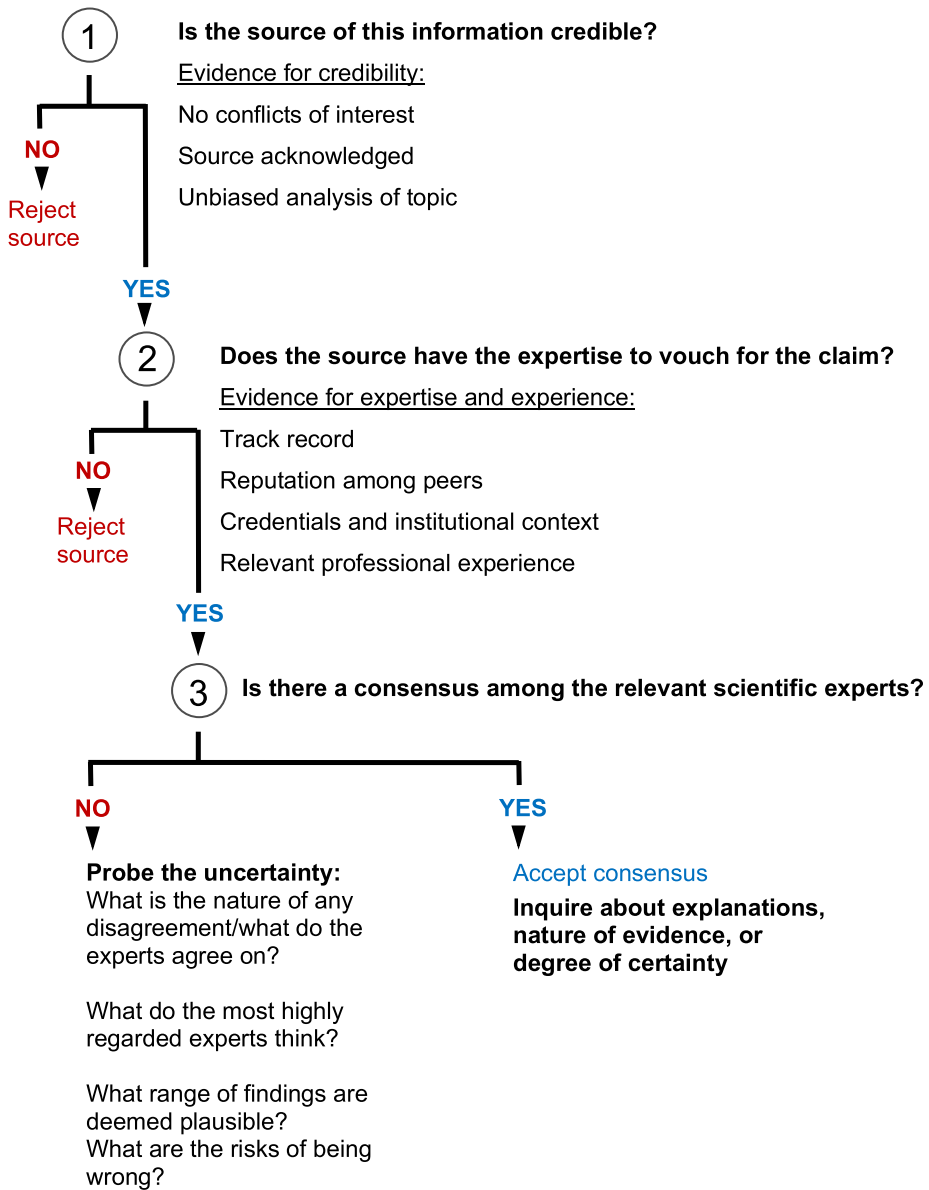 1
Is the source of this information credible?
Evidence for credibility:
No conflicts of interest
Source acknowledged
Unbiased analysis of topic
NO
Reject
source
YES
2
Does the source have the expertise to vouch for the claim?
Evidence for expertise and experience:
Track record
Reputation among peers
Credentials and institutional context
Relevant professional experience
NO
Reject
source
YES
3
Is there a consensus among the relevant scientific experts?
NO
Probe the uncertainty:
What is the nature of any
disagreement/what do the
experts agree on?
What do the most highly
regarded experts think?
What range of findings are
deemed plausible?
What are the risks of being
wrong?
YES
Accept consensus
Inquire about explanations,
nature of evidence, or
degree of certainty